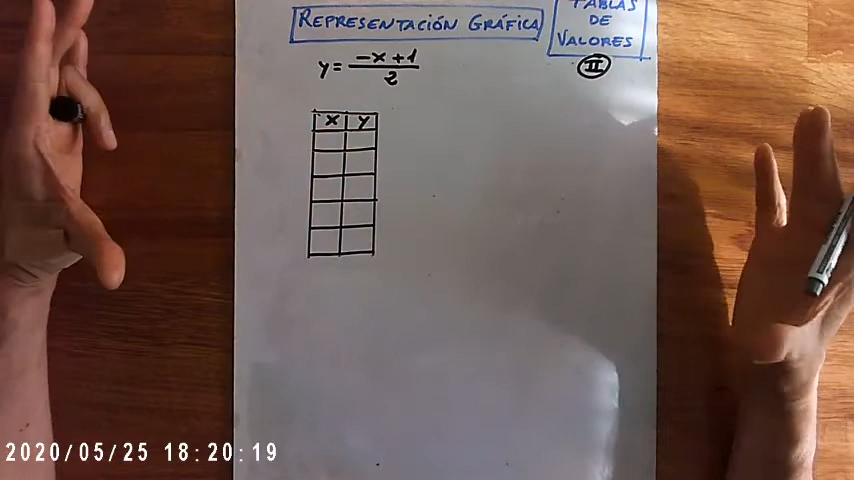 REPRESENTACIÓN GRÁFICA
TABLAS
DE
VALORES
II
y = -x+1 / 2
x y
2020/05/25 18:20:19